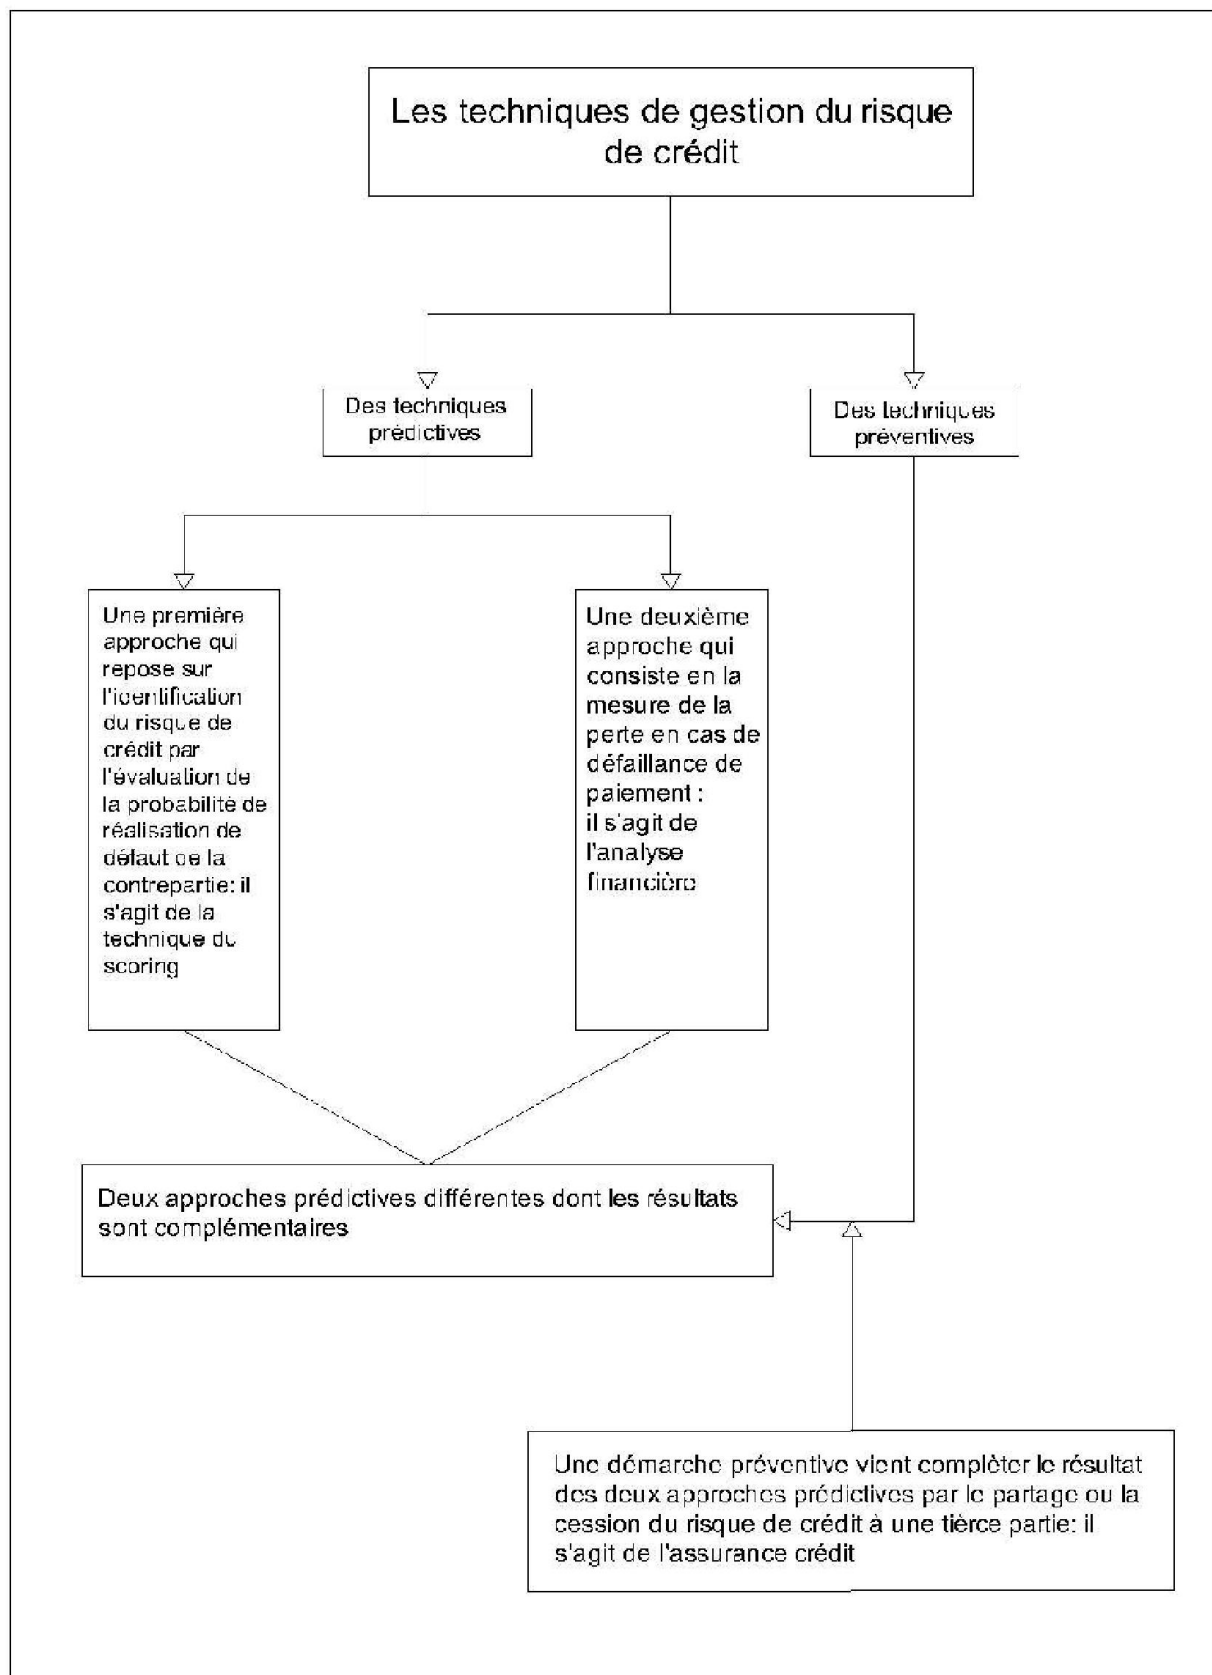 Les techniques de gestion du risque
de crédit
Des techniques
prédictives
Des techniques
préventives
Une première
approche qui
repose sur
l'identification
du risque de
crédit par
l'évaluation de
la probabilité de
réalisation de
défaut de la
contrepartie: il
s'agit de la
technique du
scoring
Une deuxième
approche qui
consiste en la
mesure de la
perte en cas de
défaillance de
paiement :
il s'agit de
l'analyse
financière
Deux approches prédictives différentes dont les résultats
sont complémentaires
Une démarche préventive vient complèter le résultat
des deux approches prédictives par le partage ou la
cession du risque de crédit à une tièrce partie: il
s'agit de l'assurance crédit